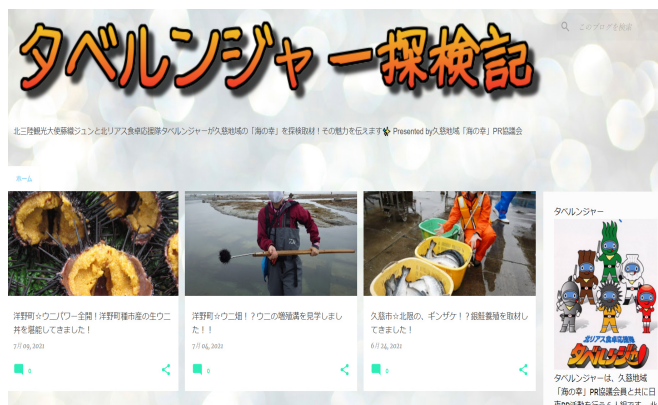 タベルンジャー探検記
このブログを検索
北三陸観光大使藤織ジュンと北リアス食卓応援隊タベルンジャーが久慈地域の「海の幸」を探検取材！その魅力を伝えます Presented by久慈地域「海の幸」PR協議会
ホーム
洋野町☆ウニパワー全開！洋野町種市産の生ウニ
丼を堪能してきました！
7月 09, 2021
0
洋野町☆ウニ畑！？ウニの増殖溝を見学しまし
た！！
7月 04, 2021
0
久慈市☆北限の、ギンザケ！？銀鮭養殖を取材し
てきました！
6月 24, 2021
0
タベルンジャー
北リアス食卓応援隊
タベルンジャー
タベルンジャーは、久慈地域
「海の幸」PR協議会員と共に日